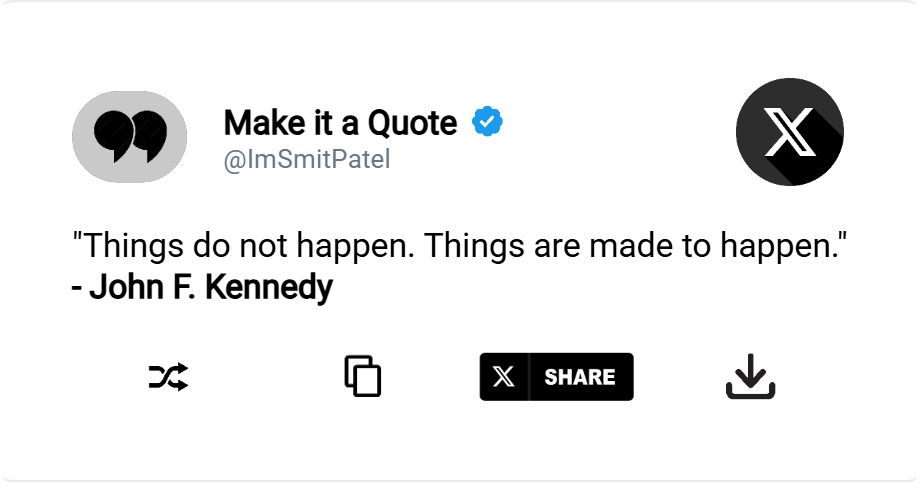 Make it a Quote
@ImSmitPatel
"Things do not happen. Things are made to happen."
- John F. Kennedy
X SHARE